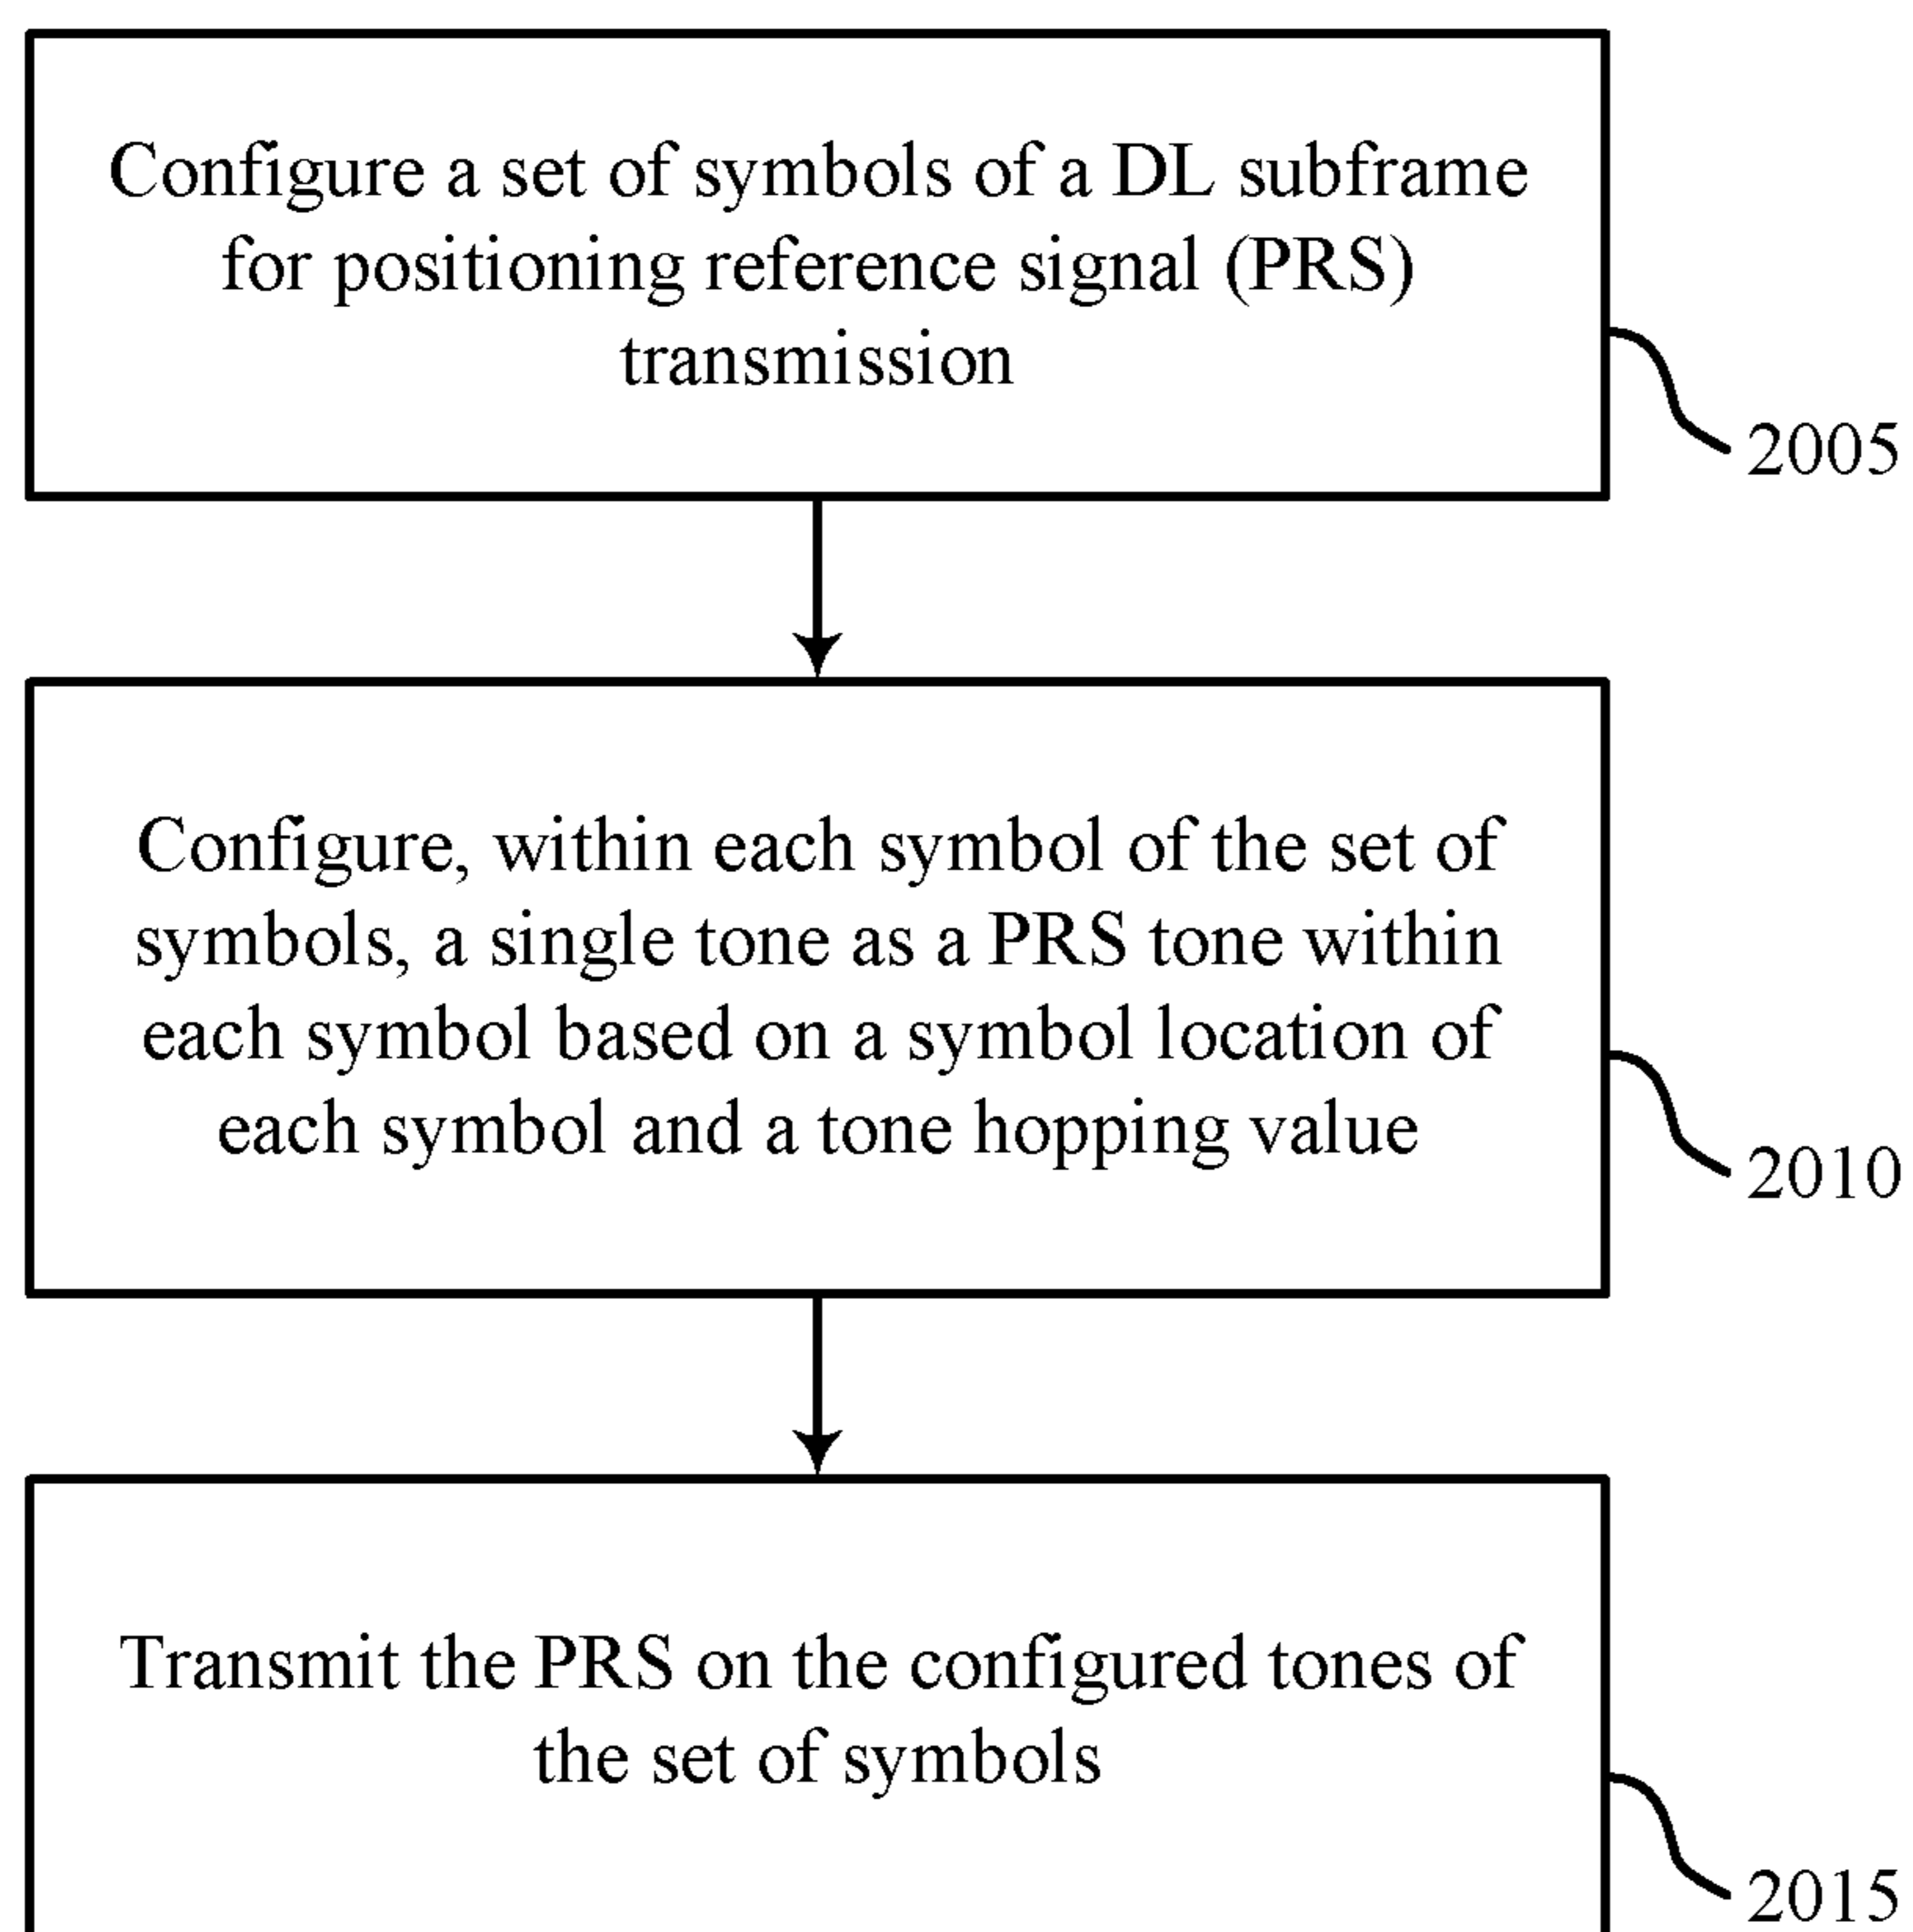 Configure a set of symbols of a DL subframe
for positioning reference signal (PRS)
transmission
2005
Configure, within each symbol of the set of
symbols, a single tone as a PRS tone within
each symbol based on a symbol location of
each symbol and a tone hopping value
2010
Transmit the PRS on the configured tones of
the set of symbols
2015